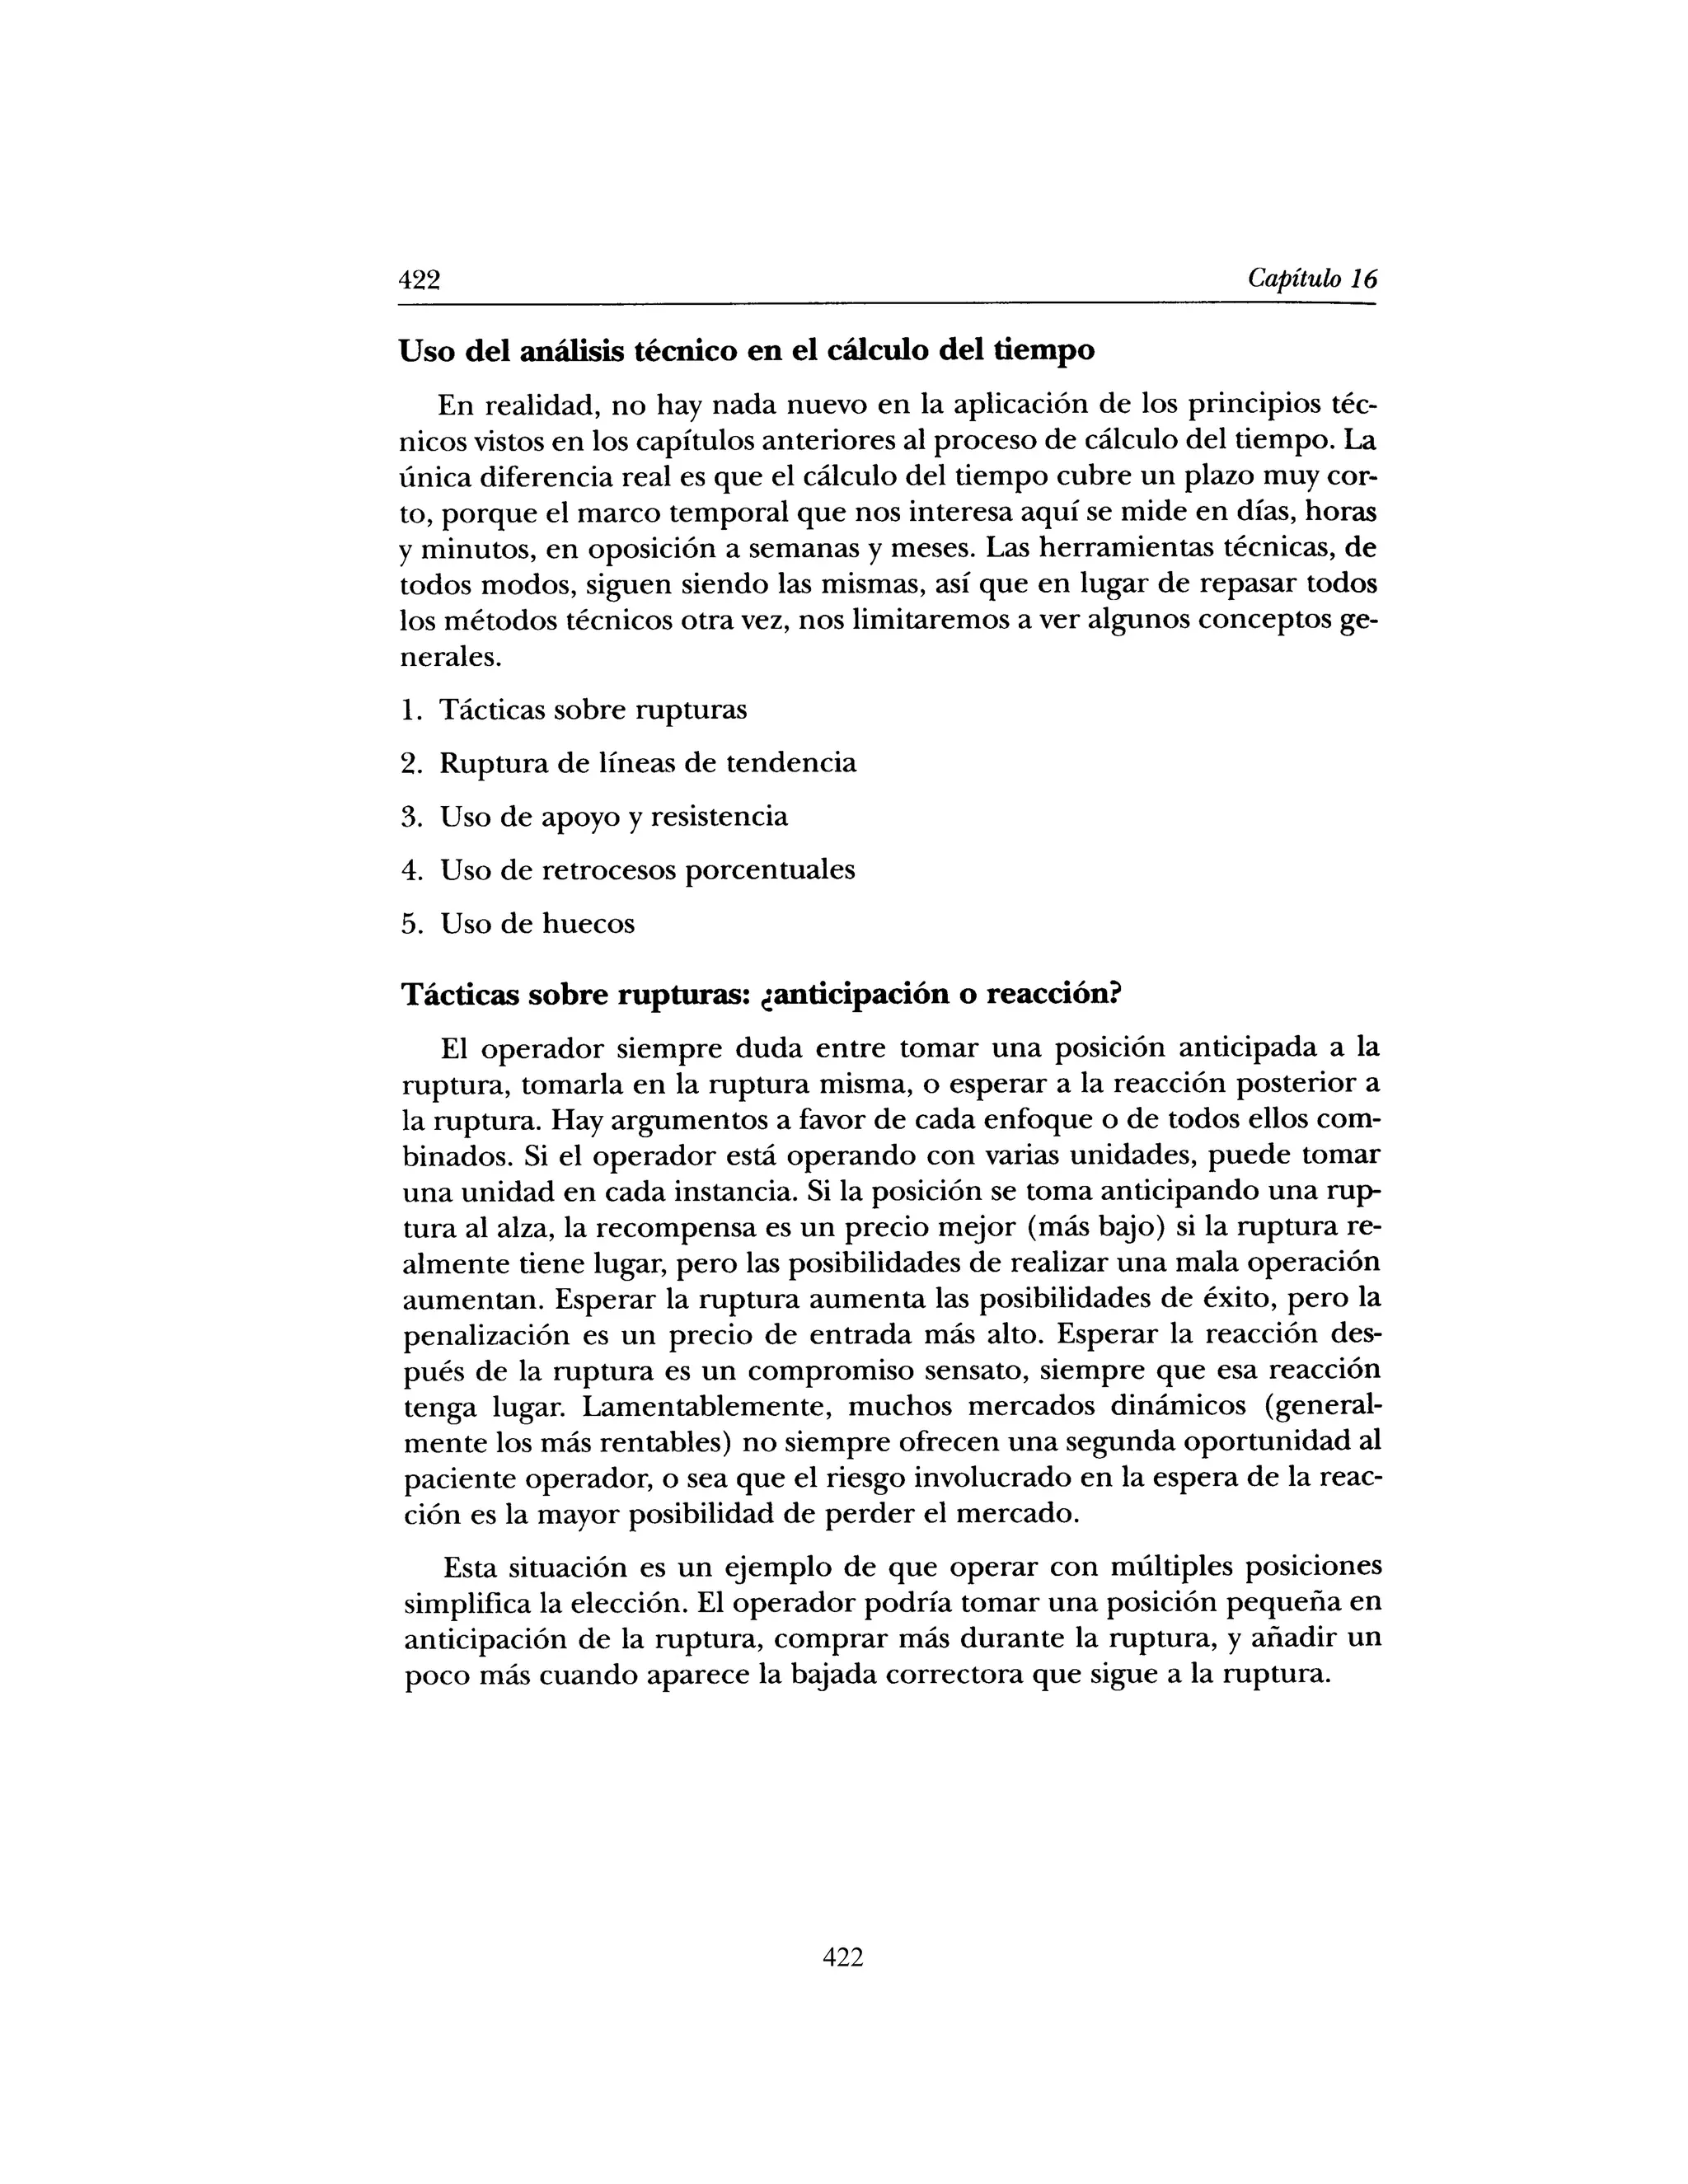 422 Capítulo 16
Uso del análisis técnico en el cálculo del tiempo
En realidad, no hay nada nuevo en la aplicación de los principios téc-
nicos vistos en los capítulos anteriores al proceso de cálculo del tiempo. La
única diferencia real es que el cálculo del tiempo cubre un plazo muy cor-
to, porque el marco temporal que nos interesa aquí se mide en días, horas
y minutos, en oposición a semanas y meses. Las herramientas técnicas, de
todos modos, siguen siendo las mismas, así que en lugar de repasar todos
los métodos técnicos otra vez, nos limitaremos a ver algunos conceptos ge-
nerales.
1. Tácticas sobre rupturas
2. Ruptura de líneas de tendencia
3. Uso de apoyo y resistencia
4. Uso de retrocesos porcentuales
5. Uso de huecos
Tácticas sobre rupturas: ¿anticipación o reacción?
El operador siempre duda entre tomar una posición anticipada a la
ruptura, tomarla en la ruptura misma, o esperar a la reacción posterior a
la ruptura. Hay argumentos a favor de cada enfoque o de todos ellos com-
binados. Si el operador está operando con varias unidades, puede tomar
una unidad en cada instancia. Si la posición se toma anticipando una rup-
tura al alza, la recompensa es un precio mejor (más bajo) si la ruptura re-
almente tiene lugar, pero las posibilidades de realizar una mala operación
aumentan. Esperar la ruptura aumenta las posibilidades de éxito, pero la
penalización es un precio de entrada más alto. Esperar la reacción des-
pués de la ruptura es un compromiso sensato, siempre que esa reacción
tenga lugar. Lamentablemente, muchos mercados dinámicos (general-
mente los más rentables) no siempre ofrecen una segunda oportunidad al
paciente operador, o sea que el riesgo involucrado en la espera de la reac-
ción es la mayor posibilidad de perder el mercado.
Esta situación es un ejemplo de que operar con múltiples posiciones
simplifica la elección. El operador podría tomar una posición pequeña en
anticipación de la ruptura, comprar más durante la ruptura, y añadir un
poco más cuando aparece la bajada correctora que sigue a la ruptura.
422